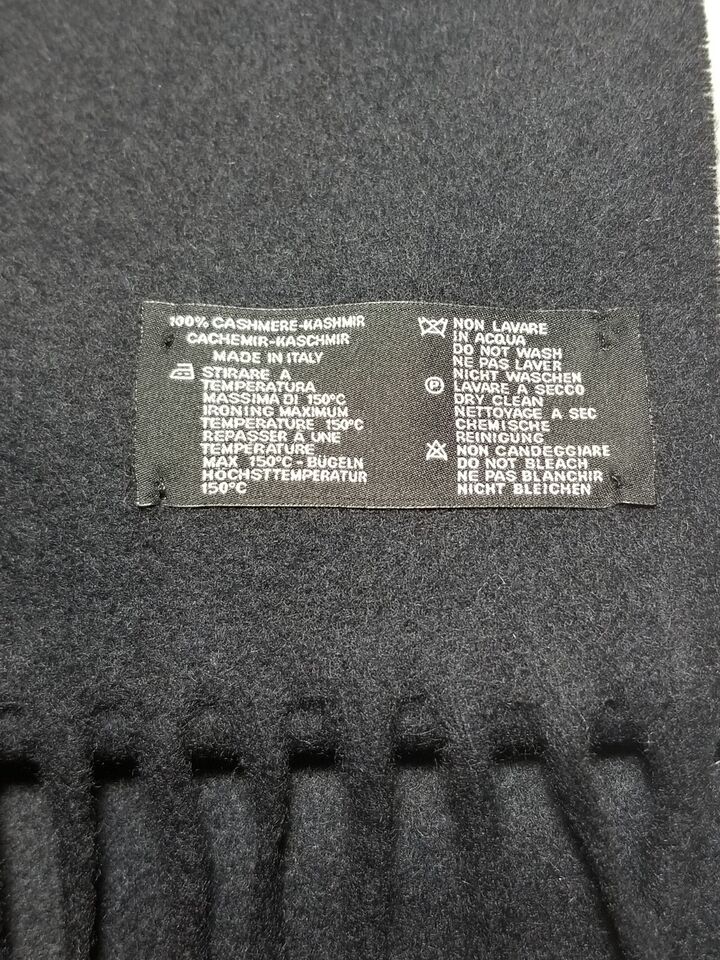 100% CASHMERE-KASHMIR
CACHEMIR-KASCHMIR
MADE IN ITALY
STIRARE A
TEMPERATURA
MASSIMA DI 150°C
IRONING MAXIMUM
TEMPERATURE 150°C
REPASSER À UNE
TEMPERATURE
MAX 150°C - BÜGELN
HÖCHSTTEMPERATUR
150°C
NON LAVARE
IN ACQUA
DO NOT WASH
NE PAS LAVER
NICHT WASCHEN
P LAVARE A SECCO
DRY CLEAN
NETTOYAGE A SEC
CHEMISCHE
REINIGUNG
NON CANDEGGIARE
DO NOT BLEACH
NE PAS BLANCHIR
NICHT BLEICHEN